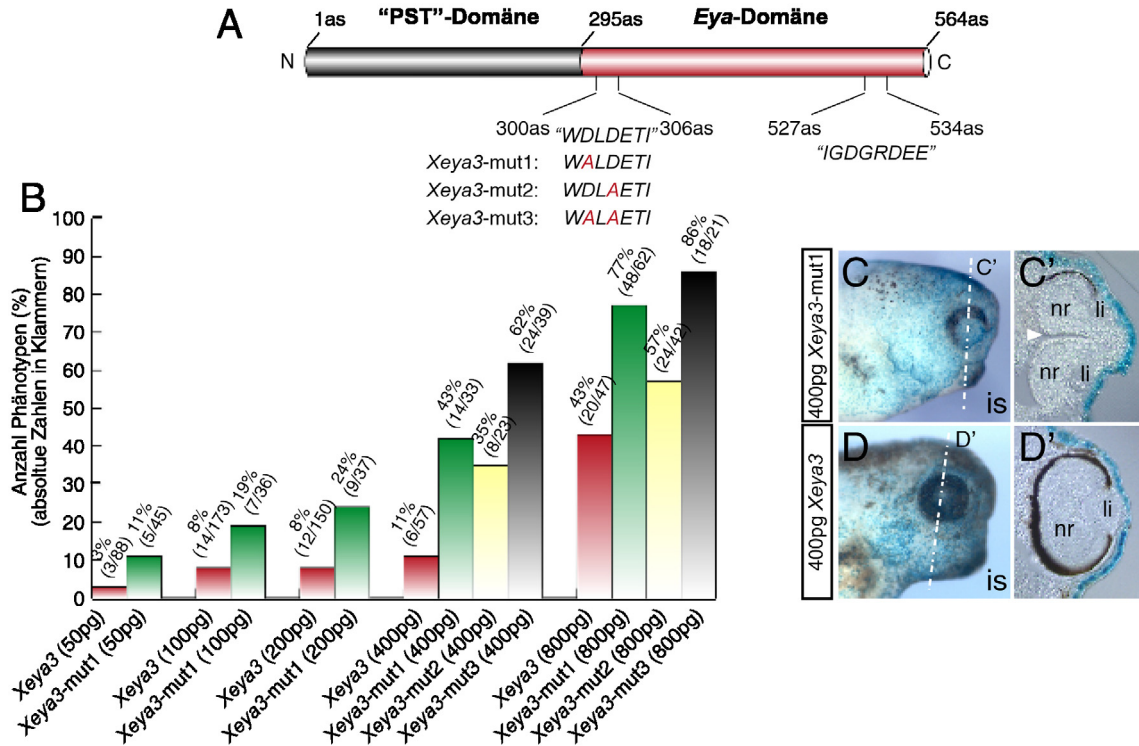 A
1as
"PST"-Domäne
295as
Eya-Domäne
564as
N
C
300as
306as
527as
534as
"WDLDETI"
"IGDGRDEE"
Xeya3-mut1: WALDETI
Xeya3-mut2: WDLAETI
Xeya3-mut3: WALAETI
B
Anzahl Phänotypen (%)
(absoltue Zahlen in Klammern)
100
90
80
70
60
50
40
30
20
10
0
3%
(3/88)
11%
(5/45)
8%
(14/173)
19%
(7/36)
8%
(12/150)
24%
(9/37)
11%
(6/57)
43%
(14/33)
35%
(8/23)
62%
(24/39)
43%
(20/47)
77%
(48/62)
57%
(24/42)
86%
(18/21)
Xeya3 (50pg)
Xeya3-mut1 (50pg)
Xeya3 (100pg)
Xeya3-mut1 (100pg)
Xeya3 (200pg)
Xeya3-mut1 (200pg)
Xeya3 (400pg)
Xeya3-mut1 (400pg)
Xeya3-mut2 (400pg)
Xeya3-mut3 (400pg)
Xeya3 (800pg)
Xeya3-mut1 (800pg)
Xeya3-mut2 (800pg)
Xeya3-mut3 (800pg)
400pg Xeya3-mut1
C
C'
is
C'
nr
li
nr
li
400pg Xeya3
D
D'
is
D'
nr
li